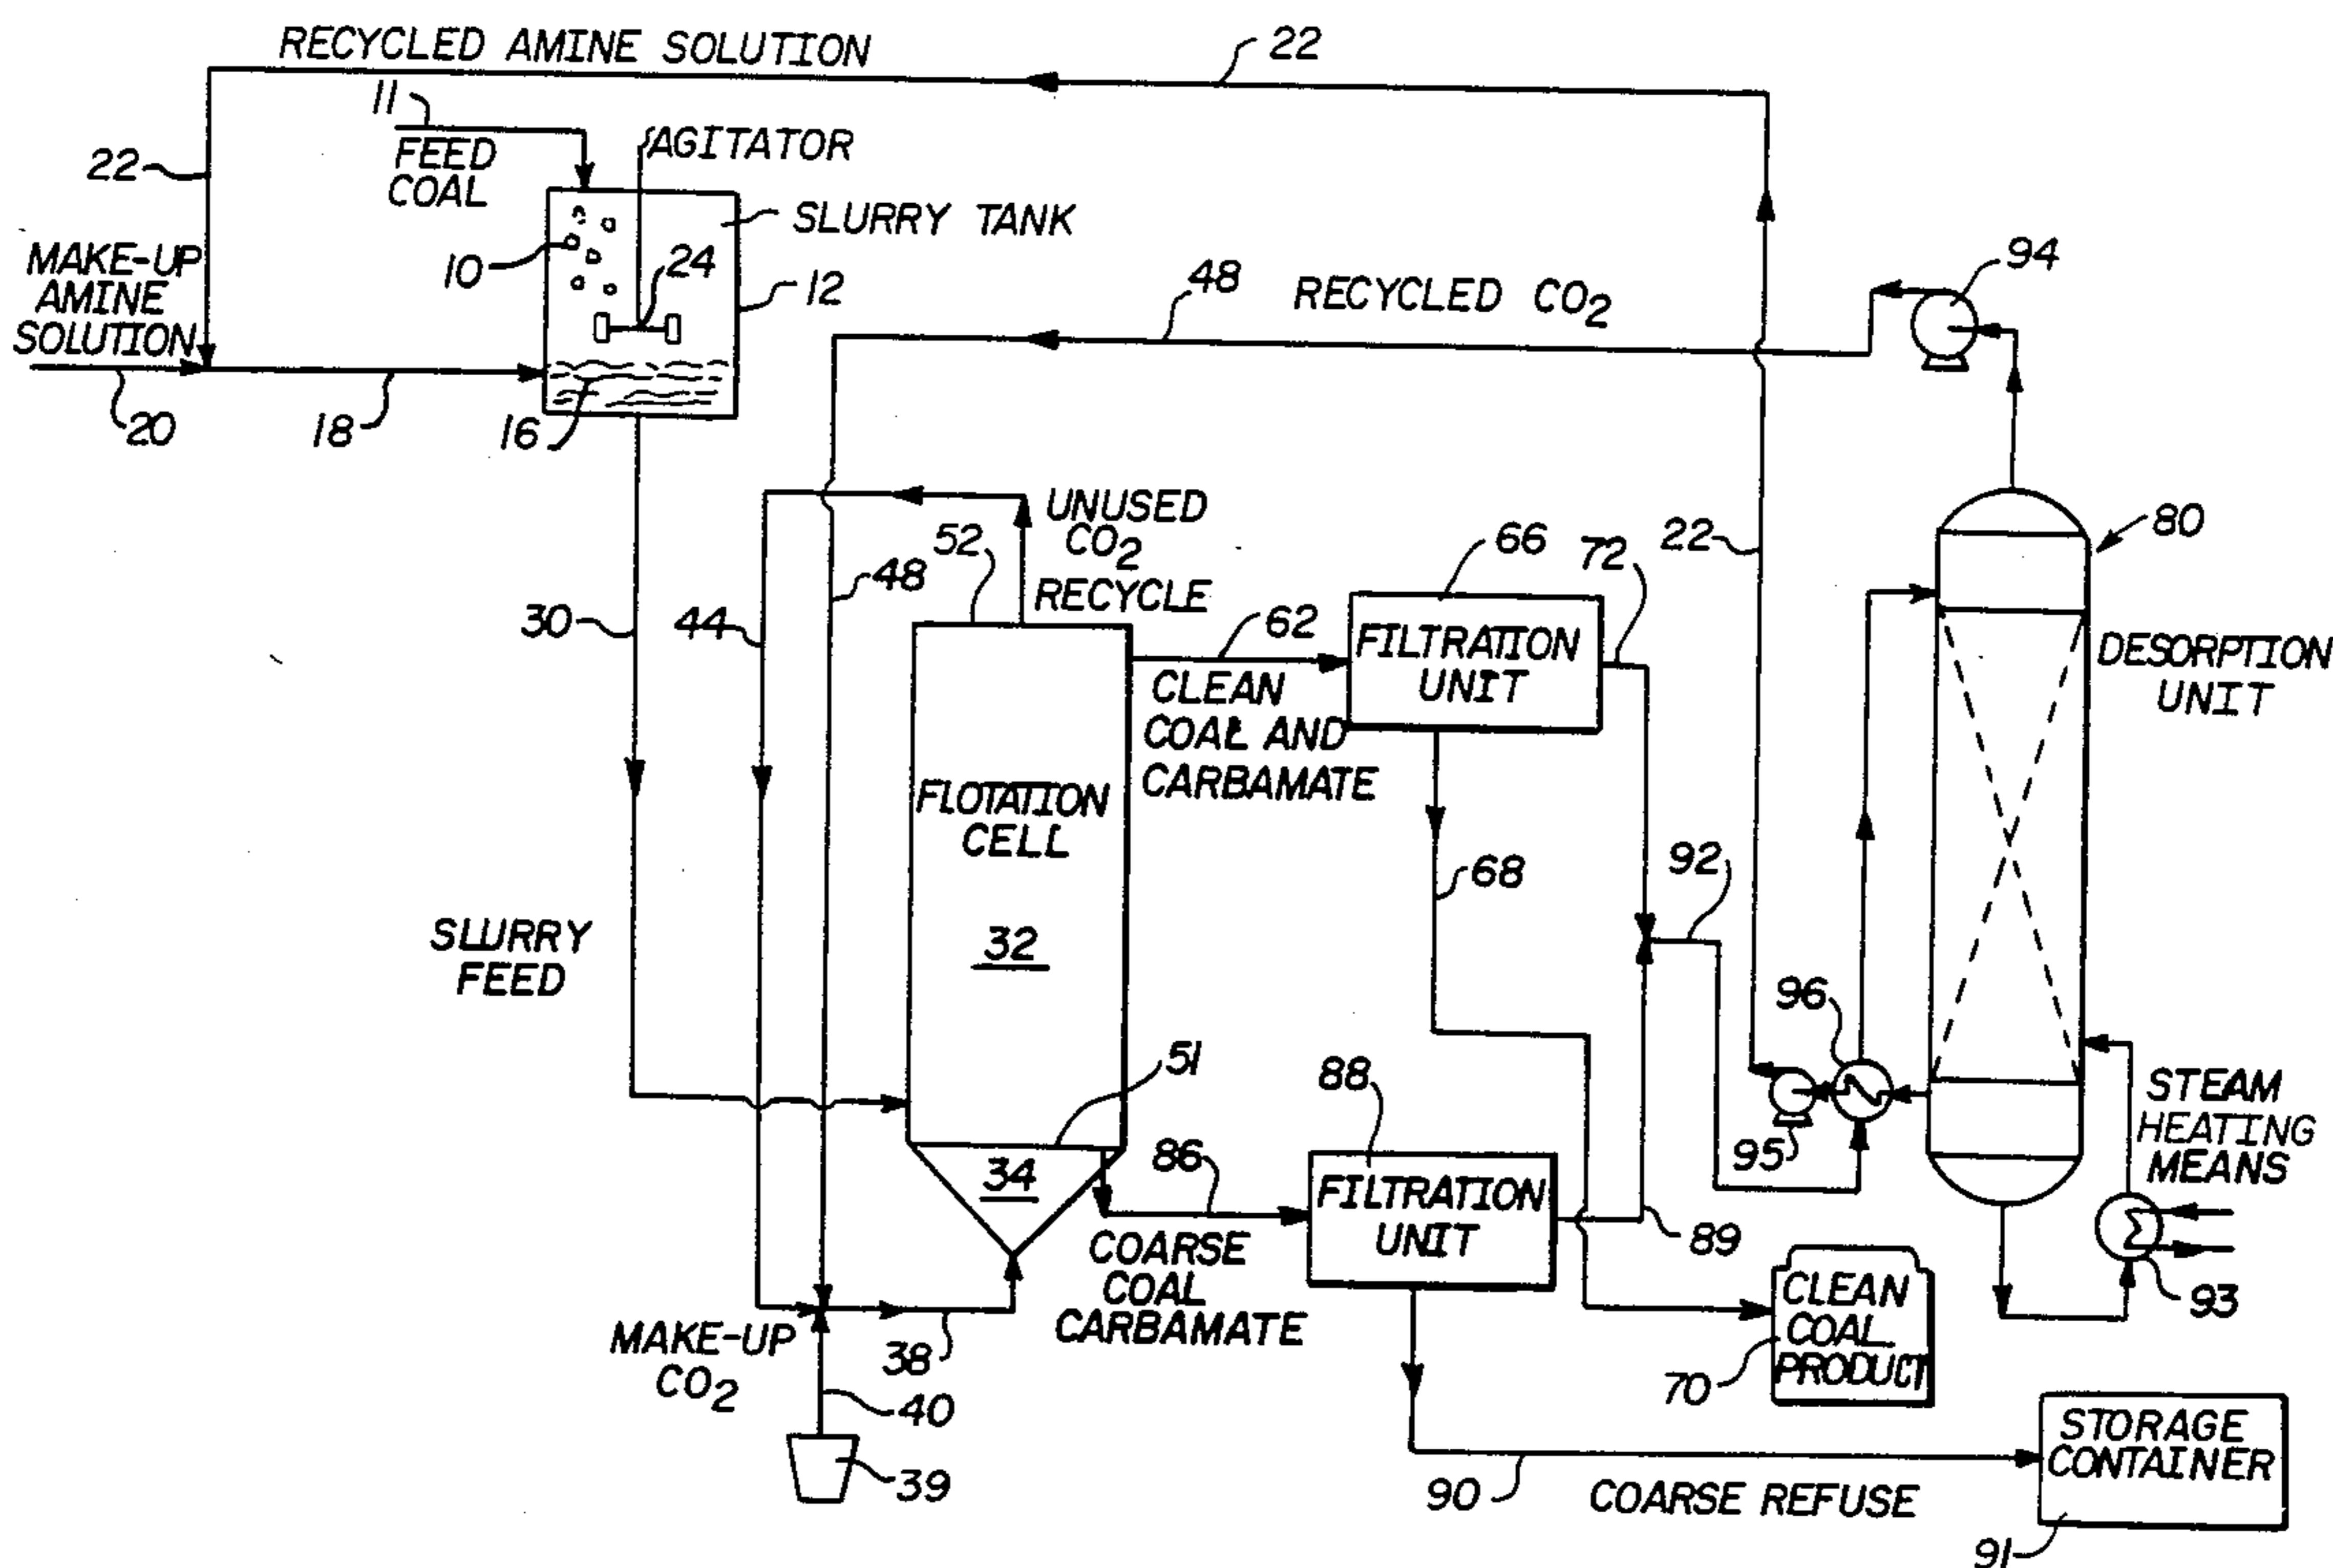 RECYCLED AMINE SOLUTION
22
11
FEED
COAL
AGITATOR
22
SLURRY TANK
MAKE-UP
AMINE
SOLUTION
10
24
12
48
RECYCLED CO2
94
20
18
16
UNUSED
CO2
RECYCLE
52
48
44
30
62
66
72
22
80
FILTRATION
UNIT
CLEAN
COAL AND
CARBAMATE
DESORPTION
UNIT
FLOTATION
CELL
32
68
92
SLURRY
FEED
96
51
34
88
86
95
STEAM
HEATING
MEANS
FILTRATION
UNIT
COARSE
COAL
CARBAMATE
89
93
MAKE-UP
CO2
38
40
39
CLEAN
COAL
PRODUCT
70
90
COARSE REFUSE
STORAGE
CONTAINER
91